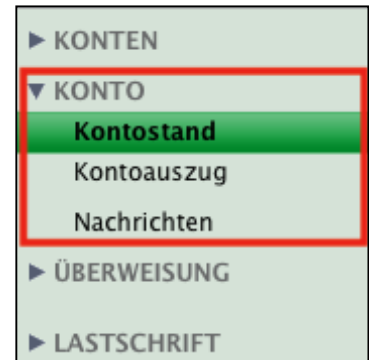 KONTEN
KONTO
Kontostand
Kontoauszug
Nachrichten
ÜBERWEISUNG
LASTSCHRIFT